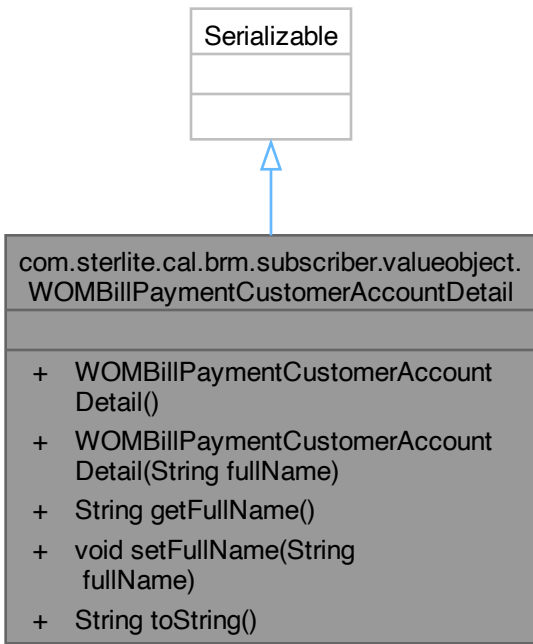 Serializable
com.sterlite.cal.brm.subscriber.valueobject.
WOMBillPaymentCustomerAccountDetail
+ WOMBillPaymentCustomerAccount
Detail()
+ WOMBillPaymentCustomerAccount
Detail(String fullName)
+ String getFullName()
+ void setFullName(String
fullName)
+ String toString()